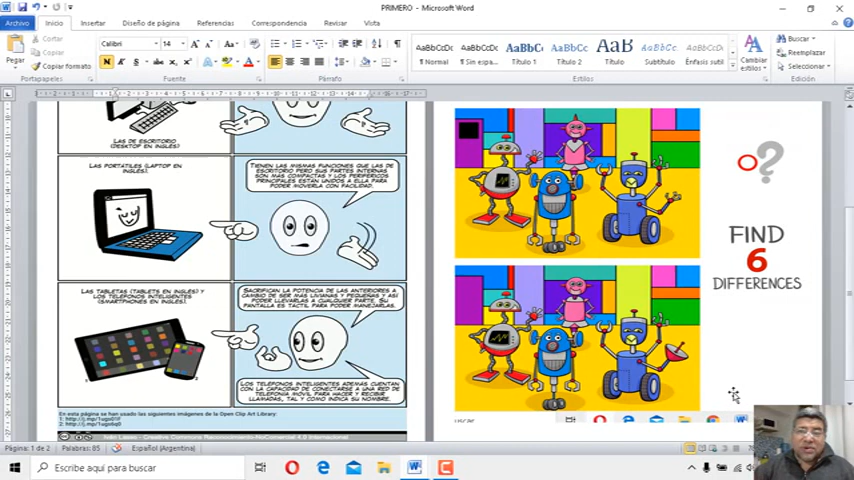 PRIMERO - Microsoft Word
Archivo Inicio Insertar Diseño de página Referencias Correspondencia Revisar Vista
Cortar
Copiar
Copiar formato
Pegar
Portapapeles
Calibri 14
Fuente
Párrafo
AaBbCcDc AaBbCcDc AaBbC AaBbCc AaB AaBbCc. AaBbCcDc
¶ Normal ¶ Sin espa... Título 1 Título 2 Título Subtítulo Énfasis sutil
Estilos
Cambiar estilos
Buscar
Reemplazar
Seleccionar
Edición
LAS DE ESCRITORIO
(DESKTOP EN
INGLÉS)
LAS PORTÁTILES (LAPTOP EN
INGLÉS).
TIENEN LAS MISMAS FUNCIONES QUE LAS DE
ESCRITORIO PERO SUS PARTES INTERNAS
SON MÁS COMPACTAS Y LOS PERIFÉRICOS
PRINCIPALES ESTÁN UNIDOS A ELLA PARA
PODER MOVERLA CON FACILIDAD.
LAS TABLETAS (TABLETS EN INGLÉS) Y
LOS TELÉFONOS INTELIGENTES
(SMARTPHONES EN INGLÉS).
SACRIFICAN LA POTENCIA DE LAS ANTERIORES A
CAMBIO DE SER MÁS LIVIANAS Y PEQUEÑAS Y ASÍ
PODER LLEVARLAS A CUALQUIER PARTE. SU
PANTALLA ES TÁCTIL PARA PODER MANEJARLAS.
LOS TELÉFONOS INTELIGENTES ADEMÁS CUENTAN
CON LA CAPACIDAD DE CONECTARSE A UNA RED DE
TELEFONÍA MÓVIL PARA HACER Y RECIBIR
LLAMADAS, TAL Y COMO INDICA SU NOMBRE.
En esta página se han usado las siguientes imágenes de la Open Clip Art Library:
FIND
6
DIFFERENCES
Página: 1 de 2 Palabras: 85 Español (Argentina)
Escribe aquí para buscar